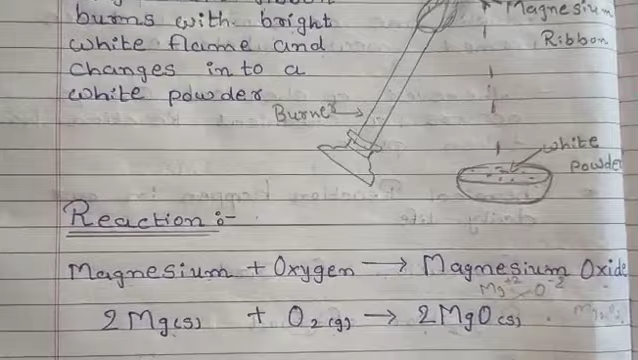 burns with bright
white flame and
changes in to a
white powder
Magnesium
Ribbon
Burner
white
powder
Reaction :-
Magnesium + Oxygen → Magnesium Oxide
Mg+2 O-2
2Mg(s) + O2(g) → 2MgO(s)